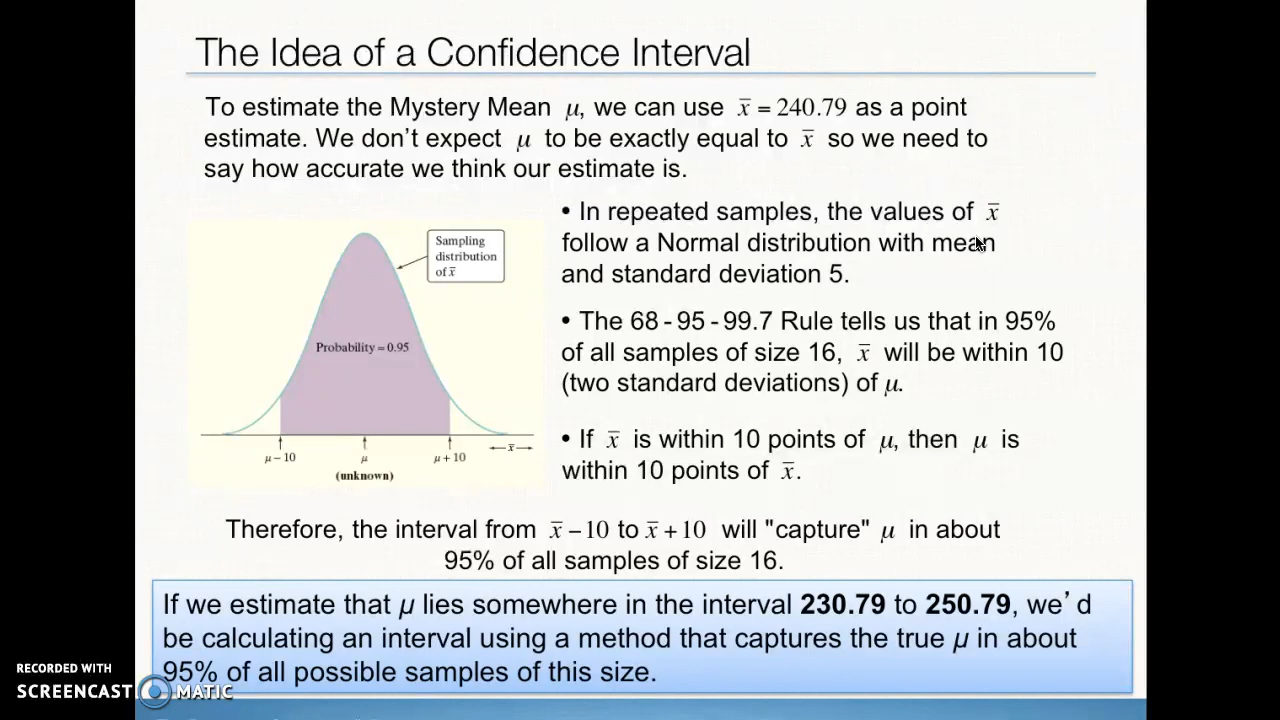 The Idea of a Confidence Interval
To estimate the Mystery Mean μ, we can use x̄ = 240.79 as a point
estimate. We don't expect μ to be exactly equal to x̄ so we need to
say how accurate we think our estimate is.
Sampling
distribution
of x̄
Probability = 0.95
μ − 10
μ
μ + 10
x̄
(unknown)
• In repeated samples, the values of x̄
follow a Normal distribution with mean
and standard deviation 5.
• The 68 - 95 - 99.7 Rule tells us that in 95%
of all samples of size 16, x̄ will be within 10
(two standard deviations) of μ.
• If x̄ is within 10 points of μ, then μ is
within 10 points of x̄.
Therefore, the interval from x̄ − 10 to x̄ + 10 will "capture" μ in about
95% of all samples of size 16.
If we estimate that μ lies somewhere in the interval 230.79 to 250.79, we'd
be calculating an interval using a method that captures the true μ in about
95% of all possible samples of this size.
RECORDED WITH
SCREENCAST MATIC